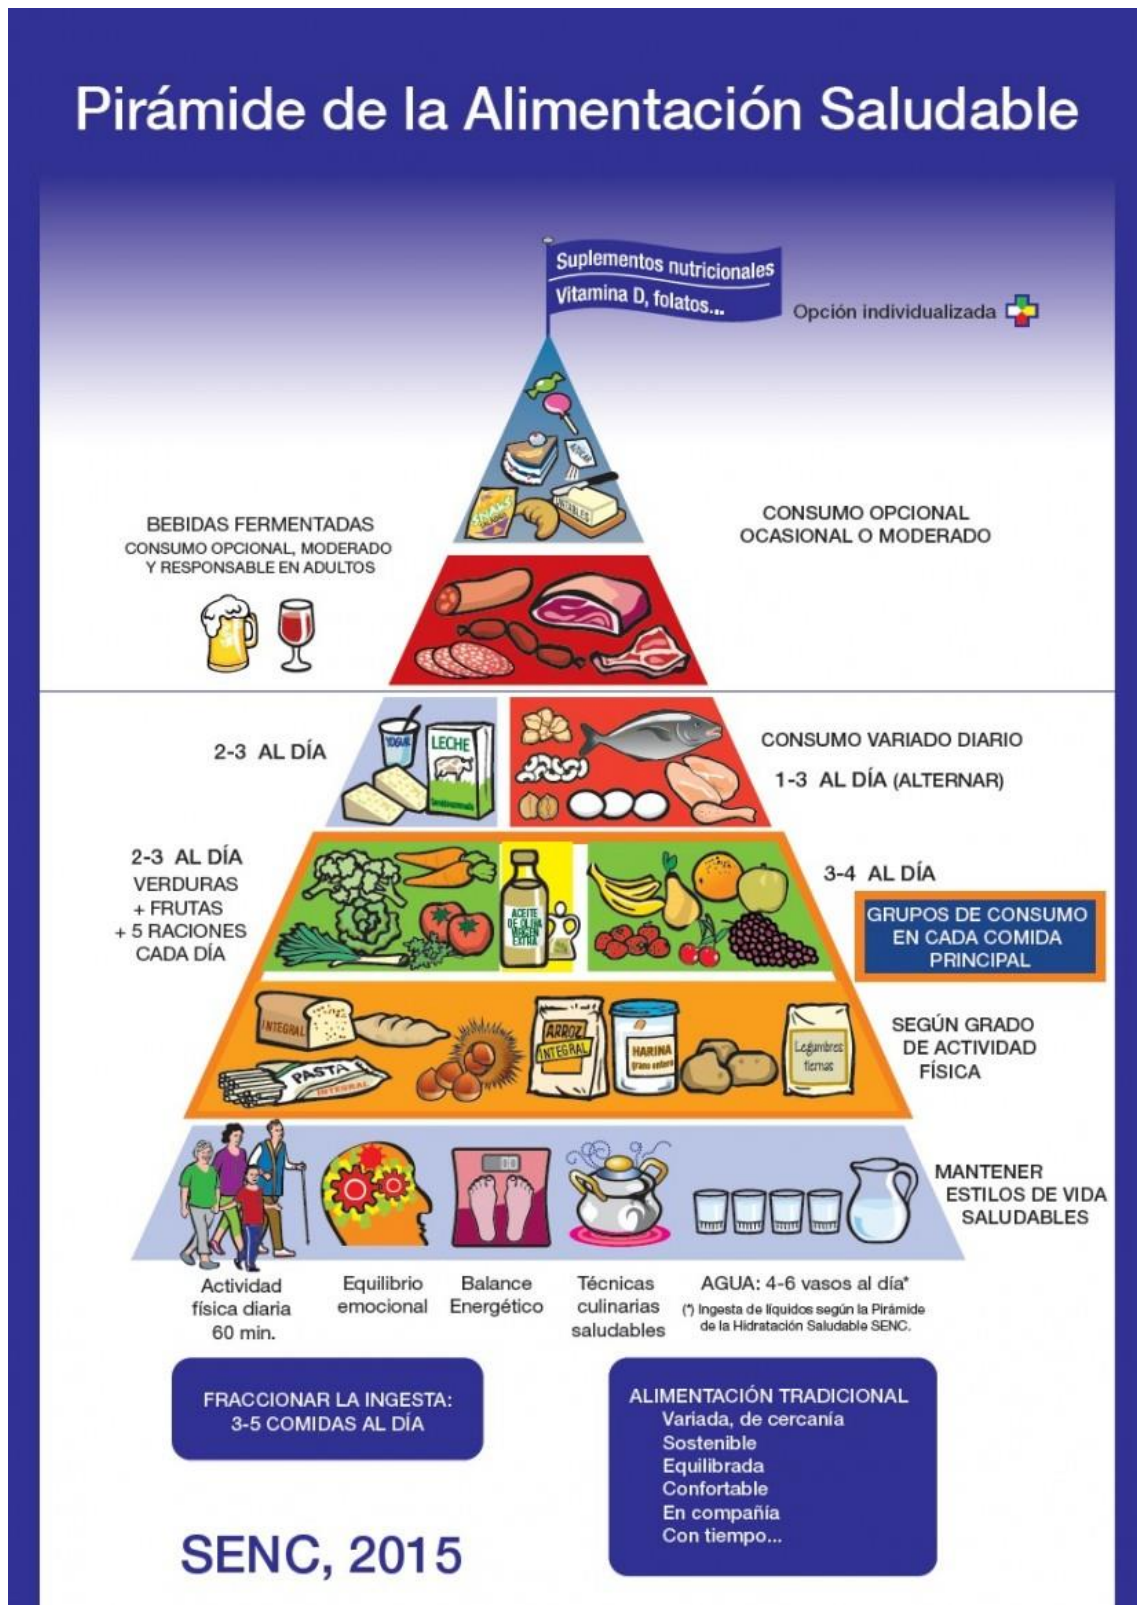 Pirámide de la Alimentación Saludable
Suplementos nutricionales
Vitamina D, folatos...
Opción individualizada
AZÚCAR
SNAKS
UNTABLES
BEBIDAS FERMENTADAS
CONSUMO OPCIONAL, MODERADO
Y RESPONSABLE EN ADULTOS
CONSUMO OPCIONAL
OCASIONAL O MODERADO
2-3 AL DÍA
YOGUR
LECHE
CONSUMO VARIADO DIARIO
1-3 AL DÍA (ALTERNAR)
2-3 AL DÍA
VERDURAS
+ FRUTAS
+ 5 RACIONES
CADA DÍA
ACEITE
DE OLIVA
VIRGEN
EXTRA
3-4 AL DÍA
GRUPOS DE CONSUMO
EN CADA COMIDA
PRINCIPAL
INTEGRAL
PASTA
INTEGRAL
ARROZ
INTEGRAL
HARINA
grano entero
Legumbres
tiernas
SEGÚN GRADO
DE ACTIVIDAD
FÍSICA
MANTENER
ESTILOS DE VIDA
SALUDABLES
Actividad
física diaria
60 min.
Equilibrio
emocional
Balance
Energético
Técnicas
culinarias
saludables
AGUA: 4-6 vasos al día*
(*) Ingesta de líquidos según la Pirámide
de la Hidratación Saludable SENC.
FRACCIONAR LA INGESTA:
3-5 COMIDAS AL DÍA
ALIMENTACIÓN TRADICIONAL
Variada, de cercanía
Sostenible
Equilibrada
Confortable
En compañía
Con tiempo...
SENC, 2015